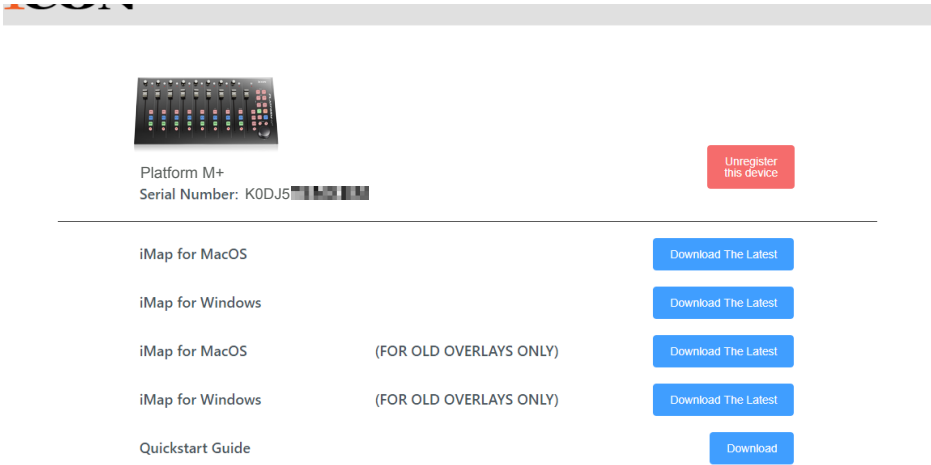 iCON
Platform M+
Unregister
this device
Serial Number: K0DJ5
iMap for MacOS
Download The Latest
iMap for Windows
Download The Latest
iMap for MacOS (FOR OLD OVERLAYS ONLY)
Download The Latest
iMap for Windows (FOR OLD OVERLAYS ONLY)
Download The Latest
Quickstart Guide
Download